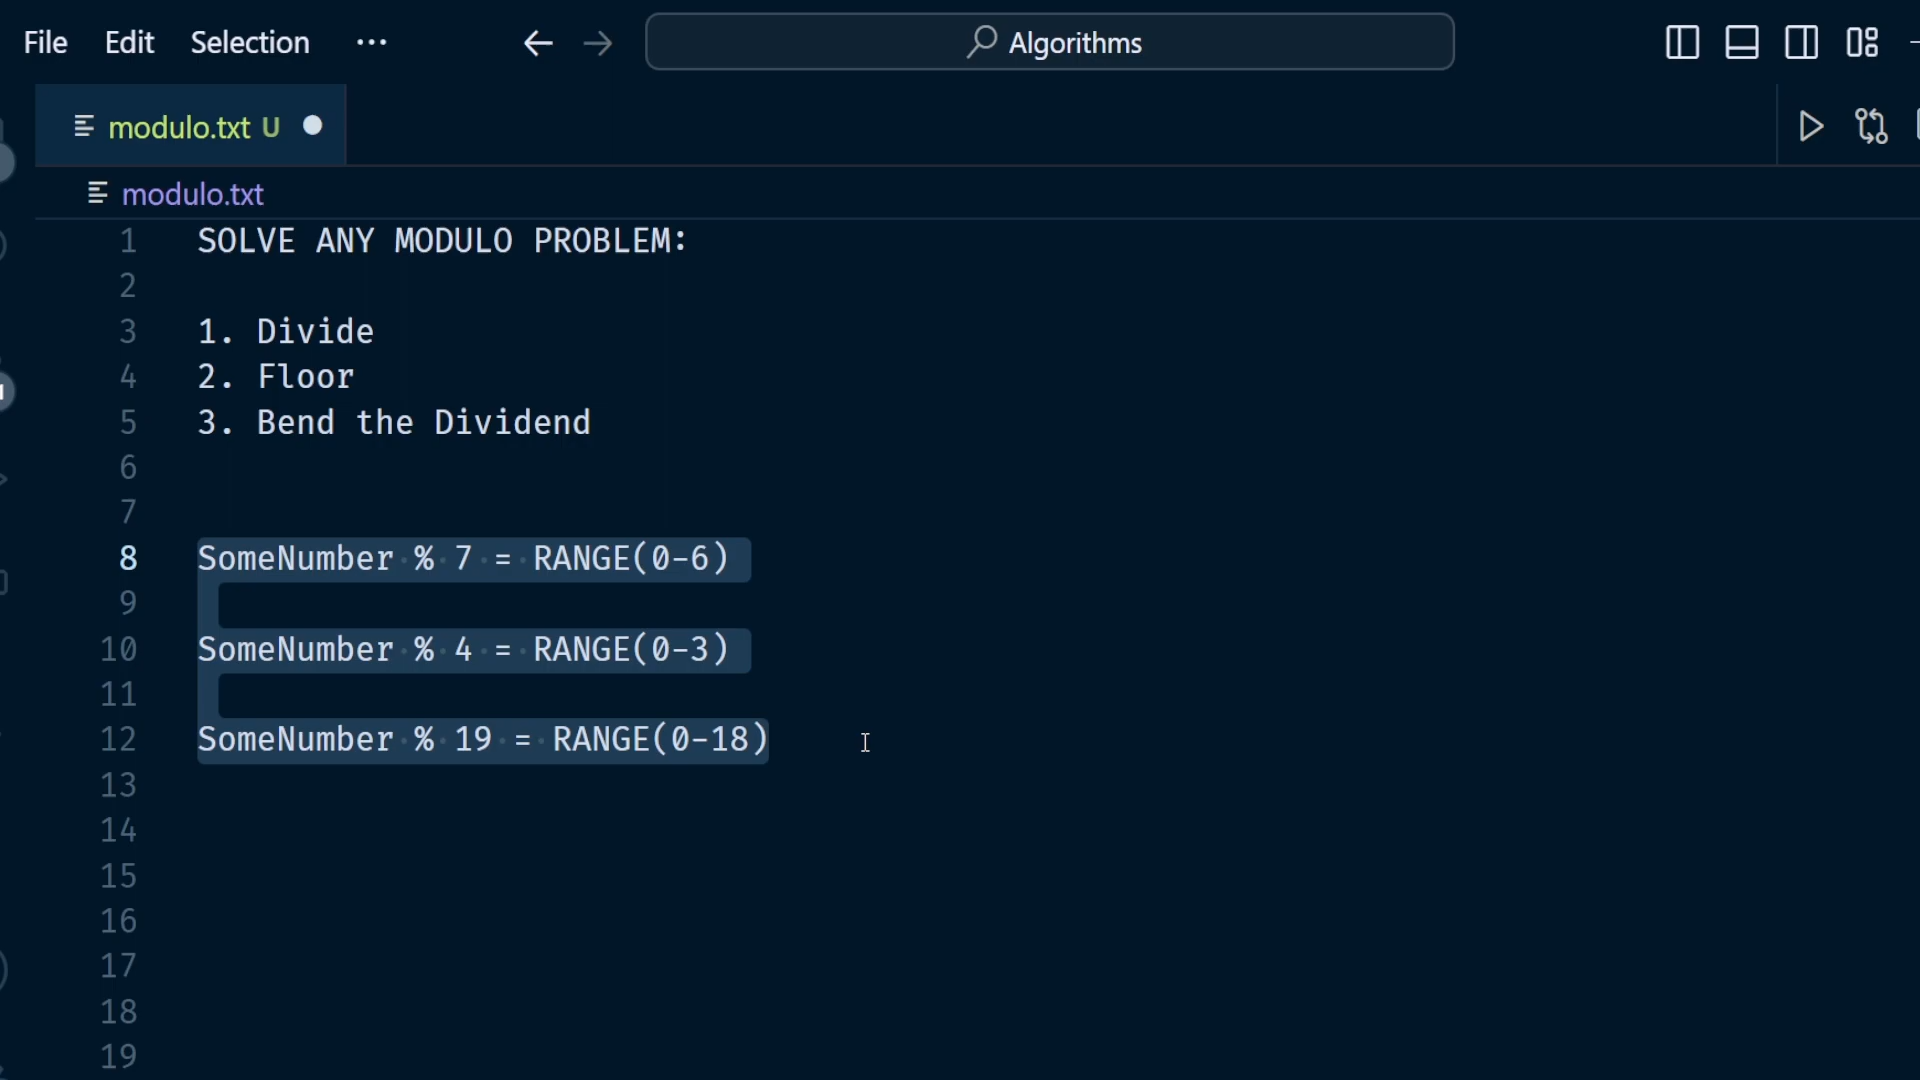 File Edit Selection ···
Algorithms
modulo.txt U
modulo.txt
1 SOLVE ANY MODULO PROBLEM:
2
3 1. Divide
4 2. Floor
5 3. Bend the Dividend
6
7
8 SomeNumber % 7 = RANGE(0-6)
9
10 SomeNumber % 4 = RANGE(0-3)
11
12 SomeNumber % 19 = RANGE(0-18)
13
14
15
16
17
18
19